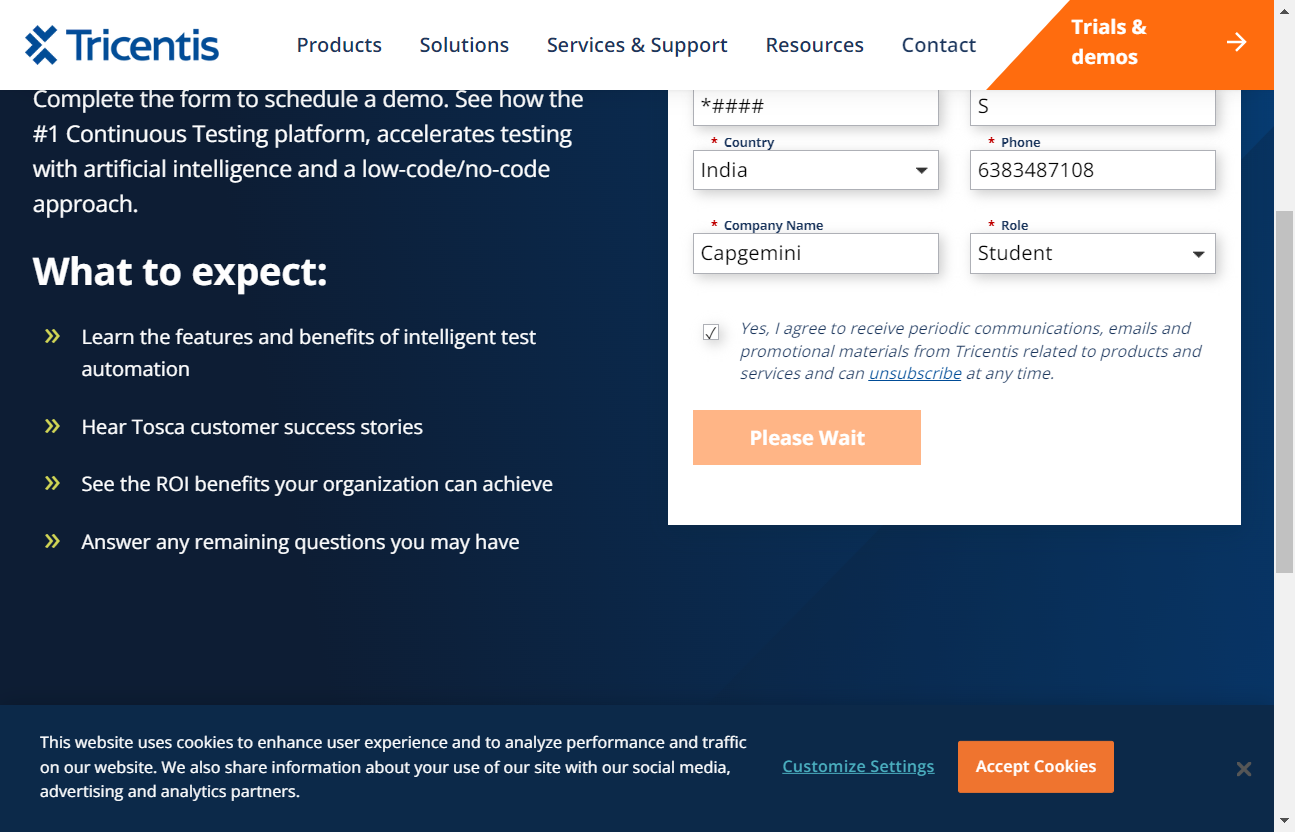 Tricentis
Products
Solutions
Services & Support
Resources
Contact
Trials &
demos
Complete the form to schedule a demo. See how the
#1 Continuous Testing platform, accelerates testing
with artificial intelligence and a low-code/no-code
approach.
What to expect:
» Learn the features and benefits of intelligent test
automation
» Hear Tosca customer success stories
» See the ROI benefits your organization can achieve
» Answer any remaining questions you may have
*####
S
* Country
* Phone
India
6383487108
* Company Name
* Role
Capgemini
Student
Yes, I agree to receive periodic communications, emails and
promotional materials from Tricentis related to products and
services and can unsubscribe at any time.
Please Wait
This website uses cookies to enhance user experience and to analyze performance and traffic
on our website. We also share information about your use of our site with our social media,
advertising and analytics partners.
Customize Settings
Accept Cookies